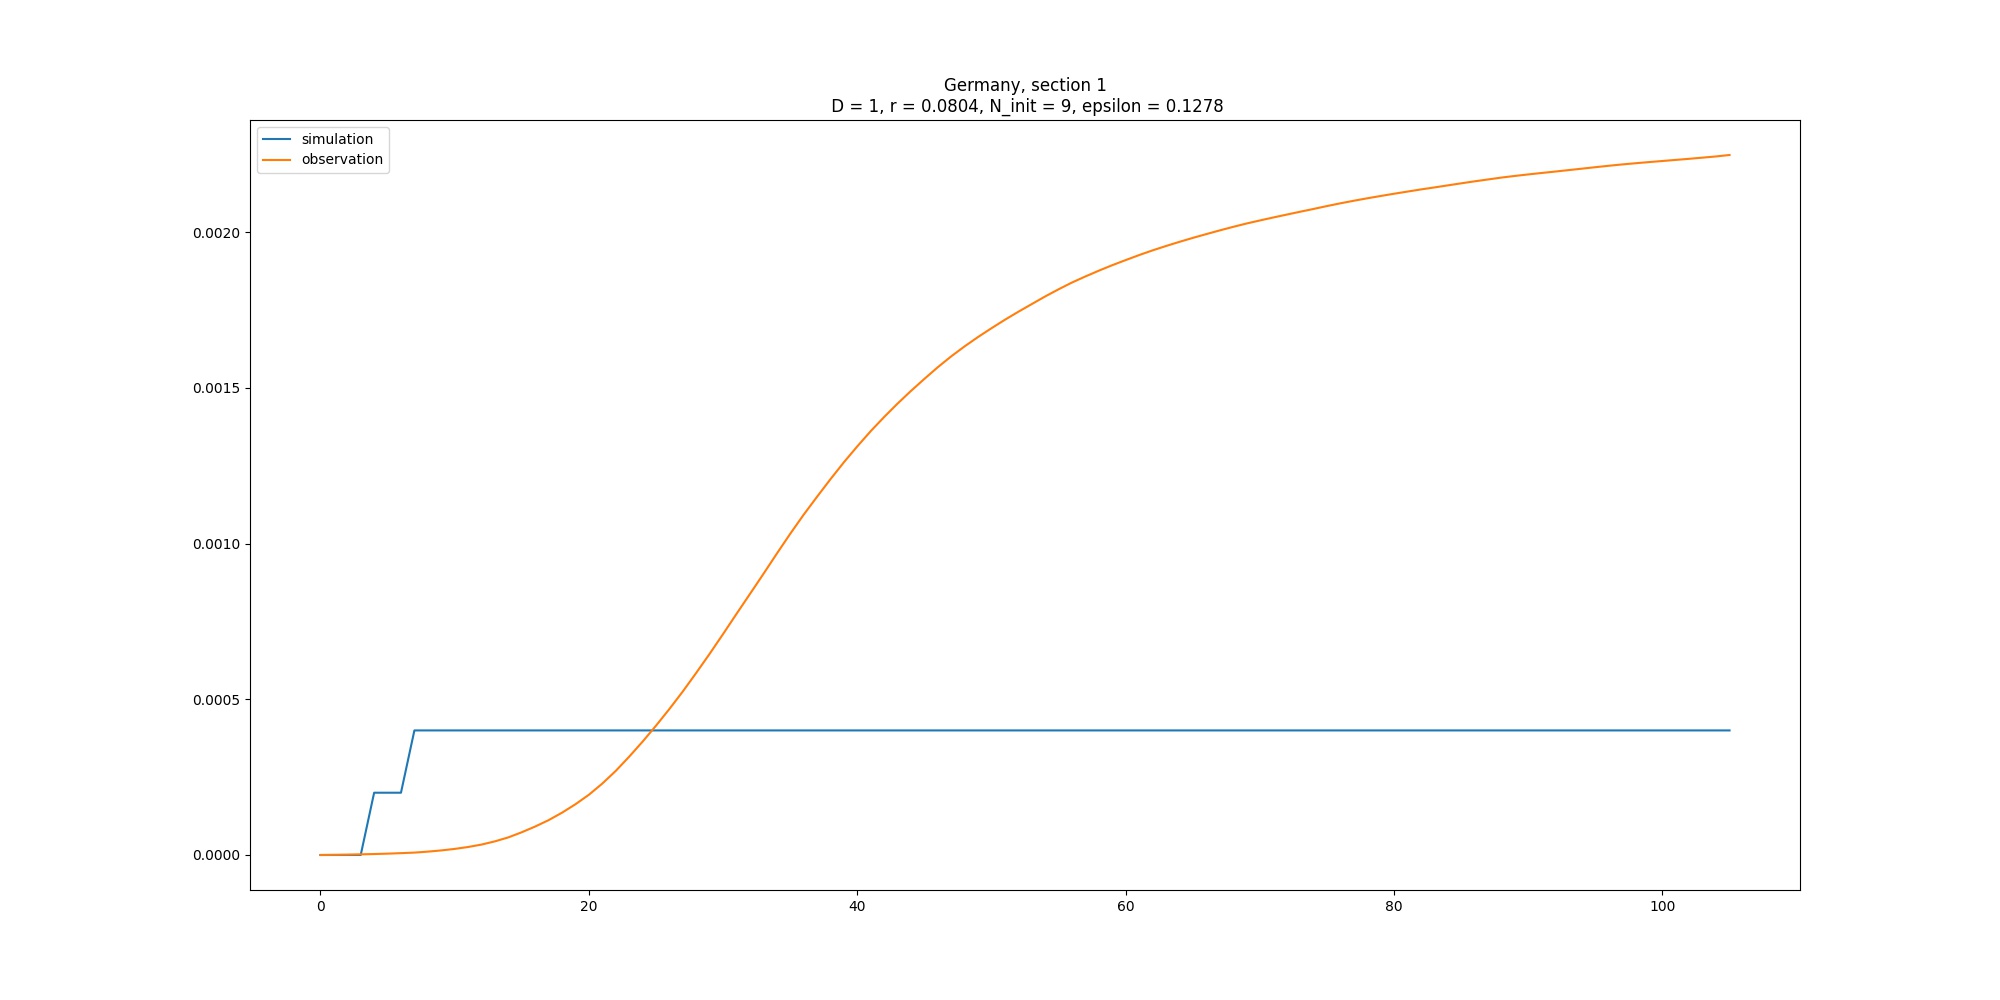 Germany, section 1
D = 1, r = 0.0804, N_init = 9, epsilon = 0.1278
simulation
observation
0.0020
0.0015
0.0010
0.0005
0.0000
0 20 40 60 80 100